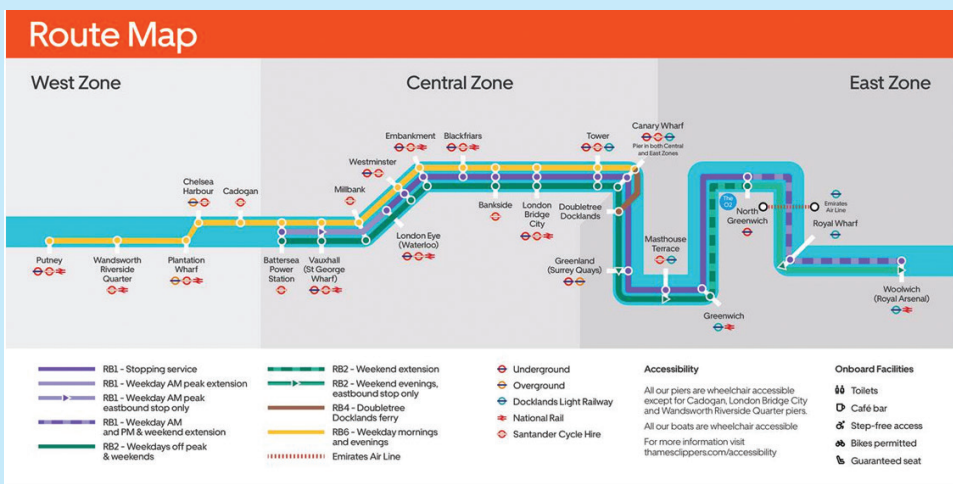 Route Map
West Zone
Central Zone
East Zone
Embankment
Blackfriars
Tower
Canary Wharf
Pier in both Central
and East Zones
Westminster
Chelsea
Harbour
Cadogan
Millbank
Bankside
London
Bridge
City
Doubletree
Docklands
The
O2
North
Greenwich
Emirates
Air Line
Royal Wharf
Masthouse
Terrace
London Eye
(Waterloo)
Putney
Wandsworth
Riverside
Quarter
Plantation
Wharf
Battersea
Power
Station
Vauxhall
(St George
Wharf)
Greenland
(Surrey Quays)
Greenwich
Woolwich
(Royal Arsenal)
RB1 - Stopping service
RB1 - Weekday AM peak extension
RB1 - Weekday AM peak
eastbound stop only
RB1 - Weekday AM
and PM & weekend extension
RB2 - Weekdays off peak
& weekends
RB2 - Weekend extension
RB2 - Weekend evenings,
eastbound stop only
RB4 - Doubletree
Docklands ferry
RB6 - Weekday mornings
and evenings
Emirates Air Line
Underground
Overground
Docklands Light Railway
National Rail
Santander Cycle Hire
Accessibility
All our piers are wheelchair accessible
except for Cadogan, London Bridge City
and Wandsworth Riverside Quarter piers.
All our boats are wheelchair accessible
For more information visit
thamesclippers.com/accessibility
Onboard Facilities
Toilets
Café bar
Step-free access
Bikes permitted
Guaranteed seat